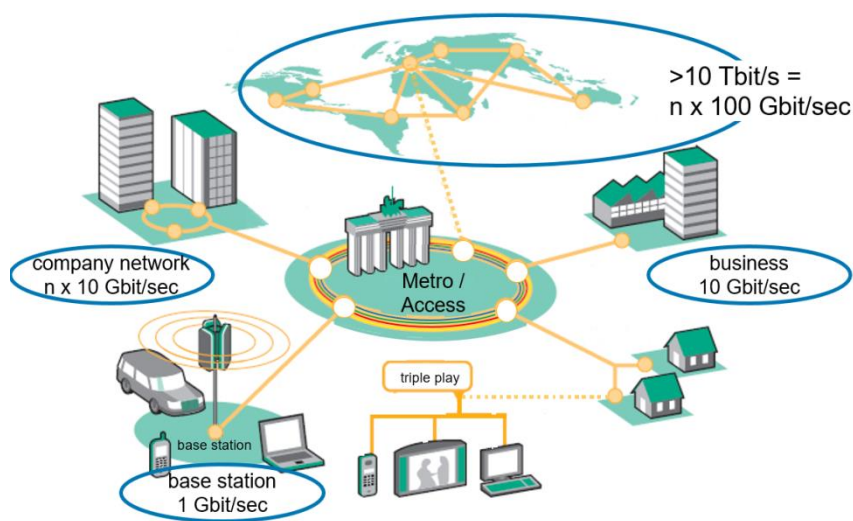 >10 Tbit/s =
n x 100 Gbit/sec
company network
n x 10 Gbit/sec
Metro /
Access
business
10 Gbit/sec
triple play
base station
base station
1 Gbit/sec